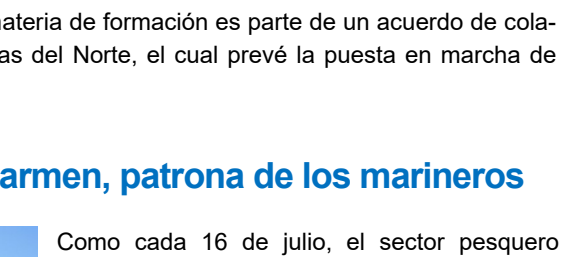 materia de formación es parte de un acuerdo de cola-
as del Norte, el cual prevé la puesta en marcha de
armen, patrona de los marineros
Como cada 16 de julio, el sector pesquero